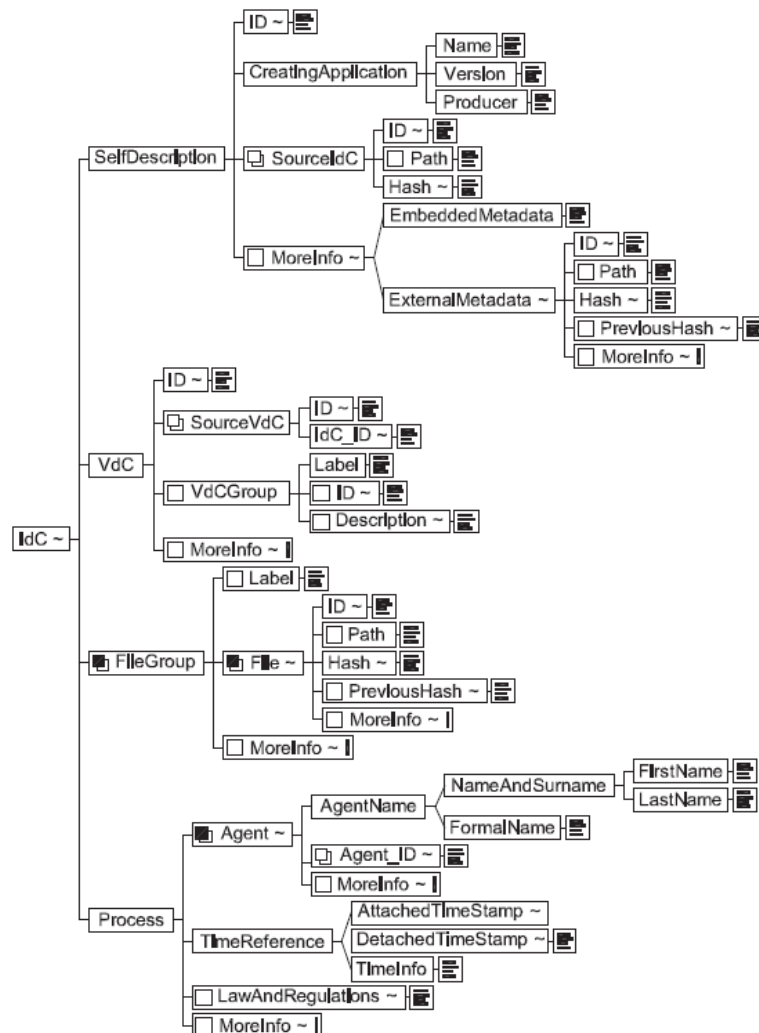 ID ~
CreatingApplication
Name
Version
Producer
SelfDescription
SourceIdC
ID ~
Path
Hash ~
MoreInfo ~
EmbeddedMetadata
ExternalMetadata ~
ID ~
Path
Hash ~
PreviousHash ~
MoreInfo ~
VdC
ID ~
SourceVdC
ID ~
IdC_ID ~
VdCGroup
Label
ID ~
Description ~
MoreInfo ~
IdC ~
FileGroup
Label
File ~
ID ~
Path
Hash ~
PreviousHash ~
MoreInfo ~
MoreInfo ~
Process
Agent ~
AgentName
NameAndSurname
FirstName
LastName
FormalName
Agent_ID ~
MoreInfo ~
TimeReference
AttachedTimeStamp ~
DetachedTimeStamp ~
TimeInfo
LawAndRegulations ~
MoreInfo ~